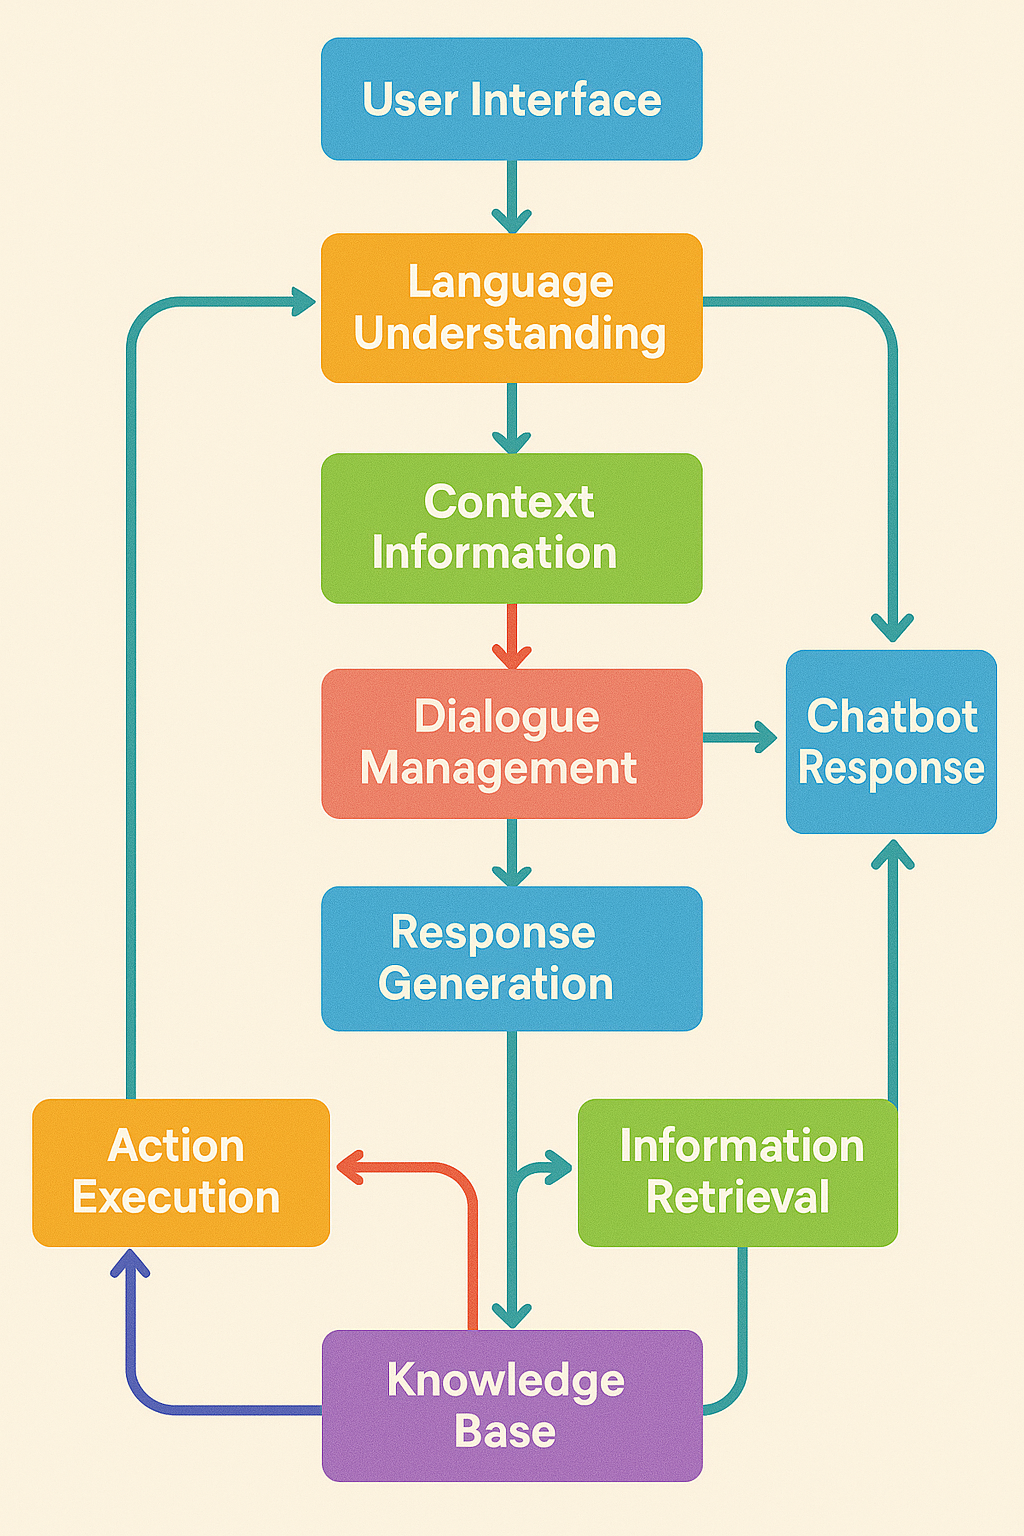 User Interface
Language
Understanding
Context
Information
Dialogue
Management
Chatbot
Response
Response
Generation
Action
Execution
Information
Retrieval
Knowledge
Base